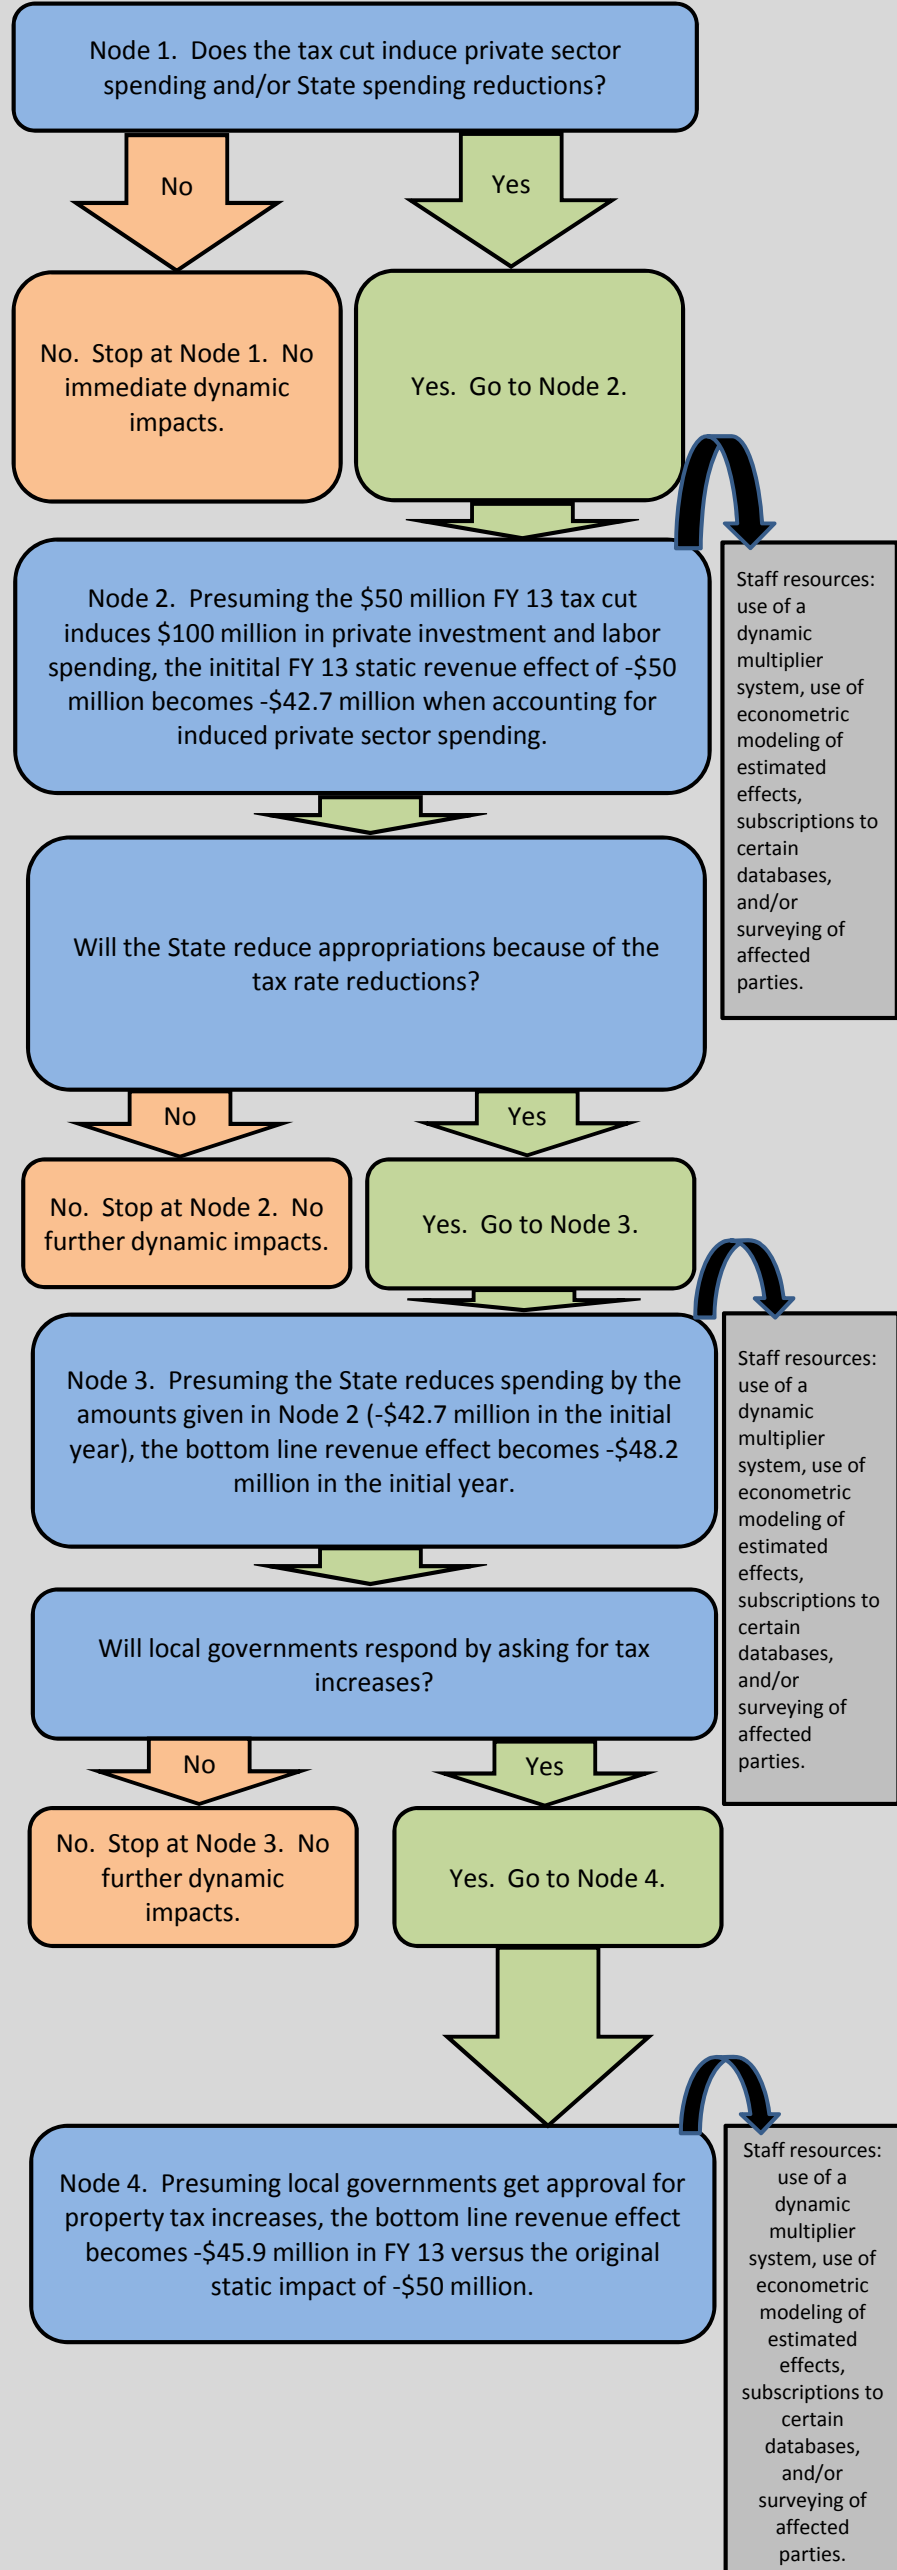 Node 1.  Does the tax cut induce private sector
spending and/or State spending reductions?
No
Yes
No.  Stop at Node 1.  No
immediate dynamic
impacts.
Yes.  Go to Node 2.
Node 2.  Presuming the $50 million FY 13 tax cut
induces $100 million in private investment and labor
spending, the initital FY 13 static revenue effect of -$50
million becomes -$42.7 million when accounting for
induced private sector spending.
Staff resources:
use of a
dynamic
multiplier
system, use of
econometric
modeling of
estimated
effects,
subscriptions to
certain
databases,
and/or
surveying of
affected
parties.
Will the State reduce appropriations because of the
tax rate reductions?
No
Yes
No.  Stop at Node 2.  No
further dynamic impacts.
Yes.  Go to Node 3.
Node 3.  Presuming the State reduces spending by the
amounts given in Node 2 (-$42.7 million in the initial
year), the bottom line revenue effect becomes -$48.2
million in the initial year.
Staff resources:
use of a
dynamic
multiplier
system, use of
econometric
modeling of
estimated
effects,
subscriptions to
certain
databases,
and/or
surveying of
affected
parties.
Will local governments respond by asking for tax
increases?
No
Yes
No.  Stop at Node 3.  No
further dynamic
impacts.
Yes.  Go to Node 4.
Node 4.  Presuming local governments get approval for
property tax increases, the bottom line revenue effect
becomes -$45.9 million in FY 13 versus the original
static impact of -$50 million.
Staff resources:
use of a
dynamic
multiplier
system, use of
econometric
modeling of
estimated
effects,
subscriptions to
certain
databases,
and/or
surveying of
affected
parties.